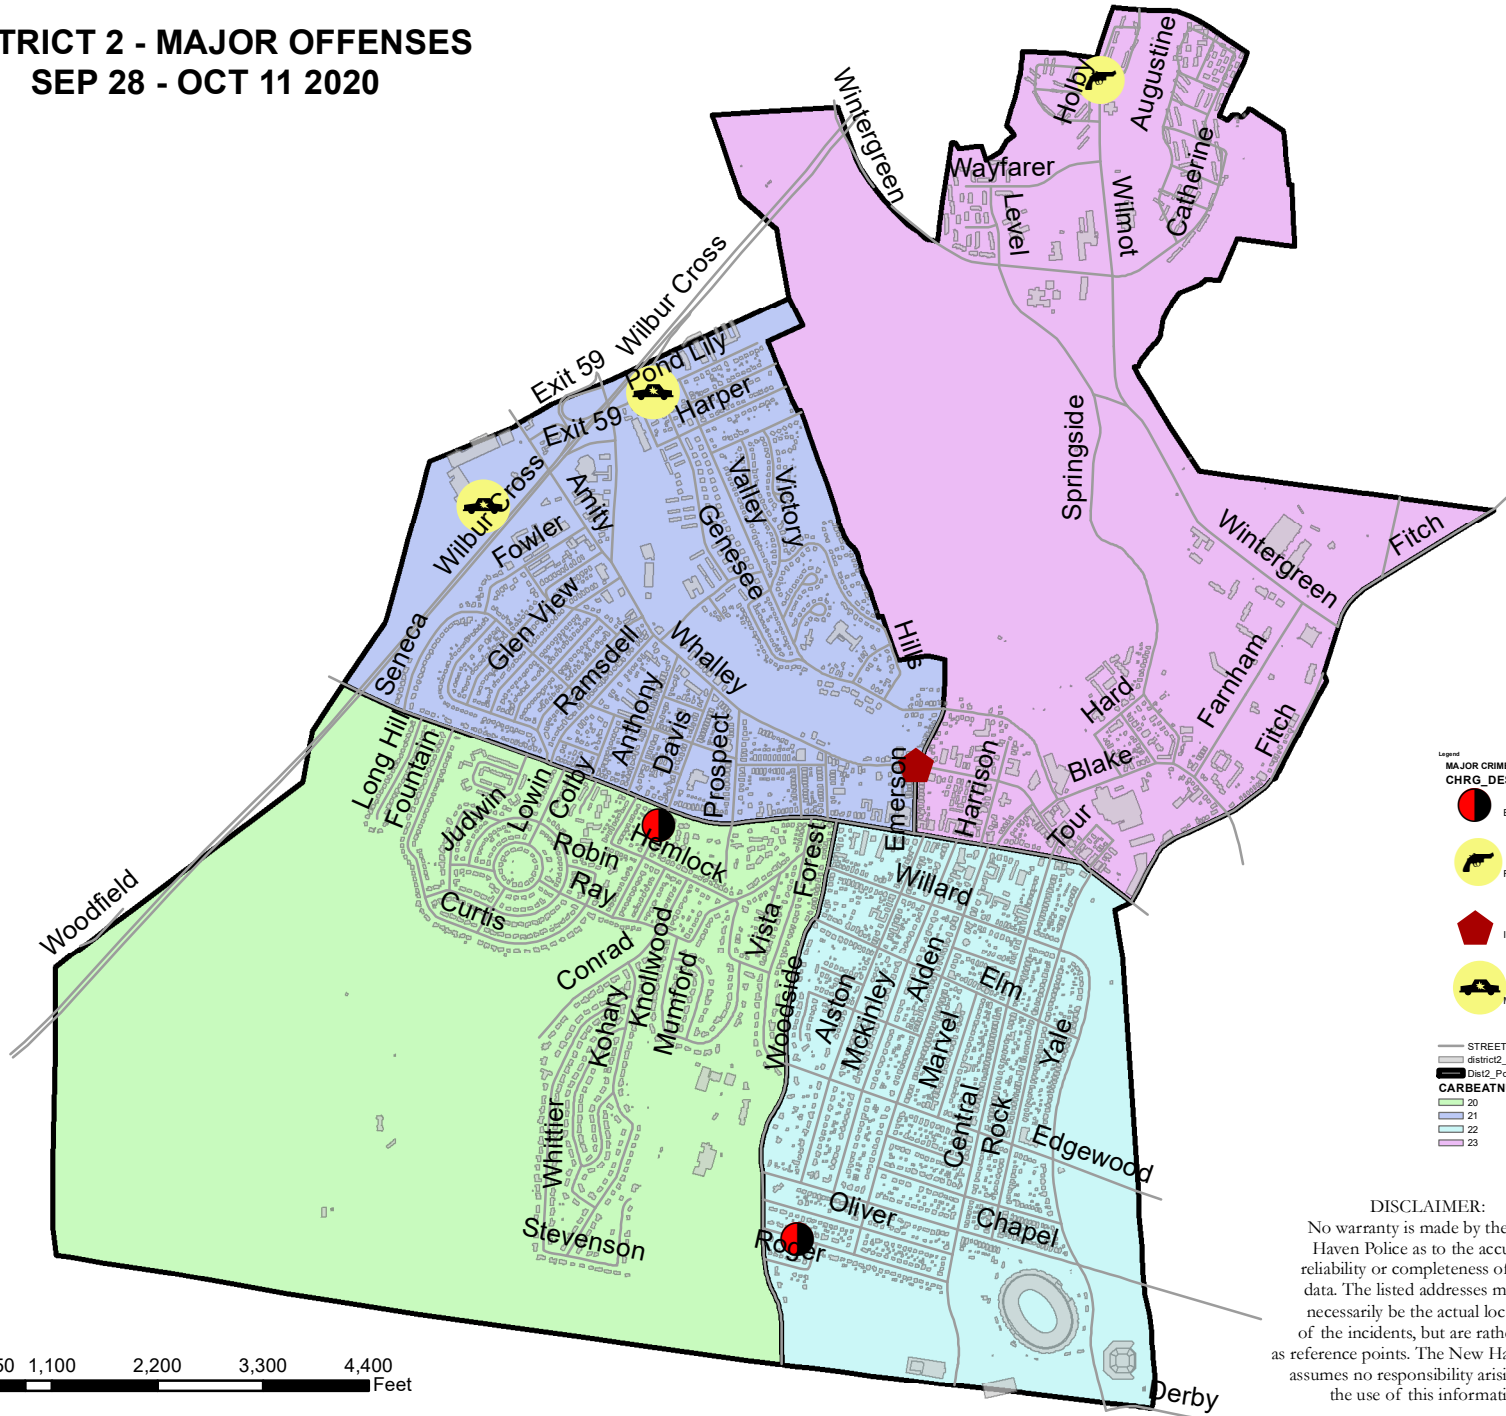 TRICT 2 - MAJOR OFFENSES
SEP 28 - OCT 11 2020
Wintergreen
Holby
Augustine
Wayfarer
Level
Wilmot
Catherine
Wilbur Cross
Exit 59
Pond Lily
Harper
Exit 59
Wilbur Cross
Fowler
Amity
Valley
Victory
Genesee
Springside
Wintergreen
Fitch
Seneca
Glen View
Ramsdell
Whalley
Hills
Anthony
Davis
Prospect
Emerson
Harrison
Hard
Blake
Farnham
Fitch
Tour
Long Hill
Fountain
Judwin
Lowin
Colby
Robin
Hemlock
Ray
Curtis
Forest
Vista
Willard
Woodfield
Conrad
Knollwood
Mumford
Kohary
Woodside
Alston
Mckinley
Alden
Elm
Marvel
Yale
Central
Rock
Edgewood
Whittier
Stevenson
Oliver
Chapel
Roger
Derby
Legend
MAJOR CRIME
CHRG_DES
STREET
district2_
Dist2_Po
CARBEATN
20
21
22
23
50 1,100 2,200 3,300 4,400
Feet
DISCLAIMER:
No warranty is made by the
Haven Police as to the accu
reliability or completeness of
data. The listed addresses m
necessarily be the actual loc
of the incidents, but are rath
as reference points. The New Ha
assumes no responsibility arisi
the use of this informati